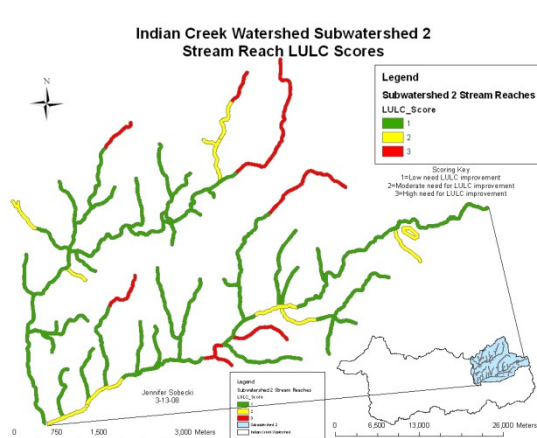 Indian Creek Watershed Subwatershed 2
Stream Reach LULC Scores
N
Legend
Subwatershed 2 Stream Reaches
LULC_Score
1
2
3
Scoring Key
1=Low need LULC improvement
2=Moderate need for LULC improvement
3=High need for LULC improvement
Jennifer Sobecki
3-13-08
0 750 1,500 3,000 Meters
Legend
Subwatershed 2 Stream Reaches
LULC_Score
1
2
3
Subwatershed 2
Indian Creek Watershed
0 6,500 13,000 26,000 Meters